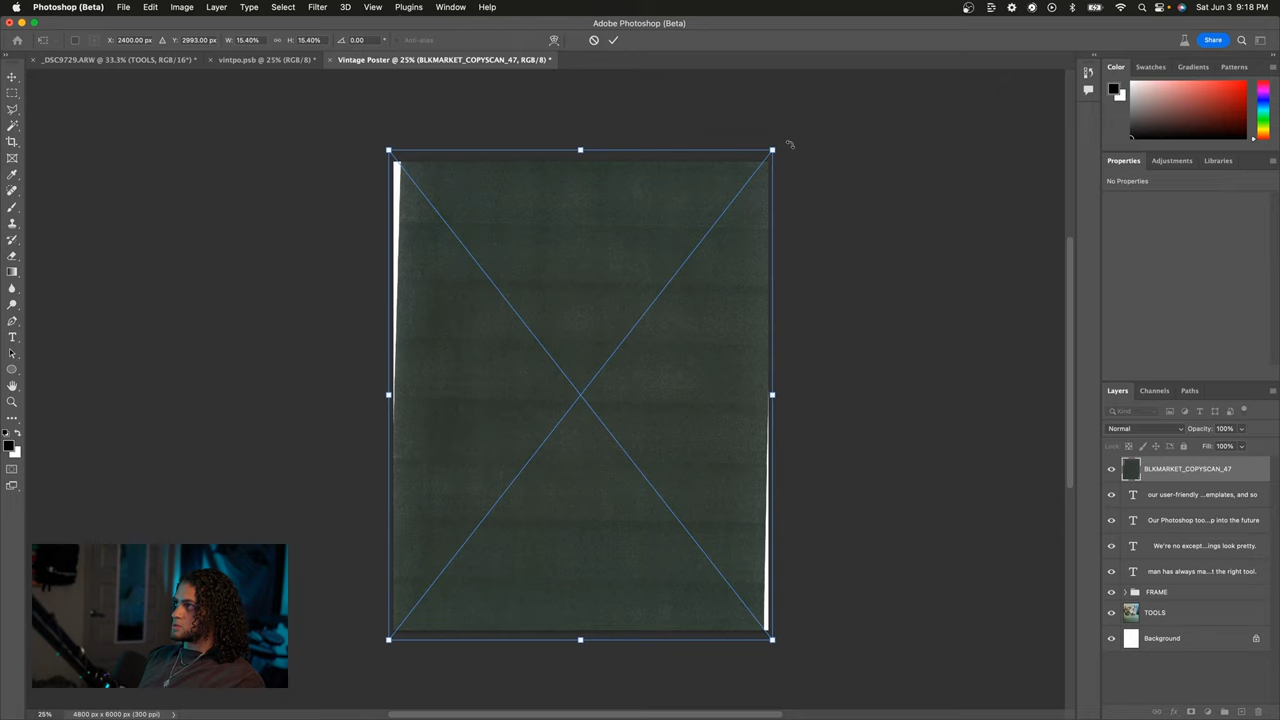 Photoshop (Beta) File Edit Image Layer Type Select Filter 3D View Plugins Window Help Sat Jun 3 9:18 PM
Adobe Photoshop (Beta)
X: 2400.00 px Y: 2993.00 px W: 15.40% H: 15.40% 0.00 Anti-alias Share
_DSC9729.ARW @ 33.3% (TOOLS, RGB/16*) * vintpo.psb @ 25% (RGB/8) * Vintage Poster @ 25% (BLKMARKET_COPYSCAN_47, RGB/8) *
Color Swatches Gradients Patterns
Properties Adjustments Libraries
No Properties
Layers Channels Paths
Kind
Normal Opacity: 100%
Lock: Fill: 100%
BLKMARKET_COPYSCAN_47
our user-friendly ...emplates, and so
Our Photoshop too...p into the future
We're no except...ings look pretty.
man has always ma...t the right tool.
FRAME
TOOLS
Background
25% 4800 px x 6000 px (300 ppi)